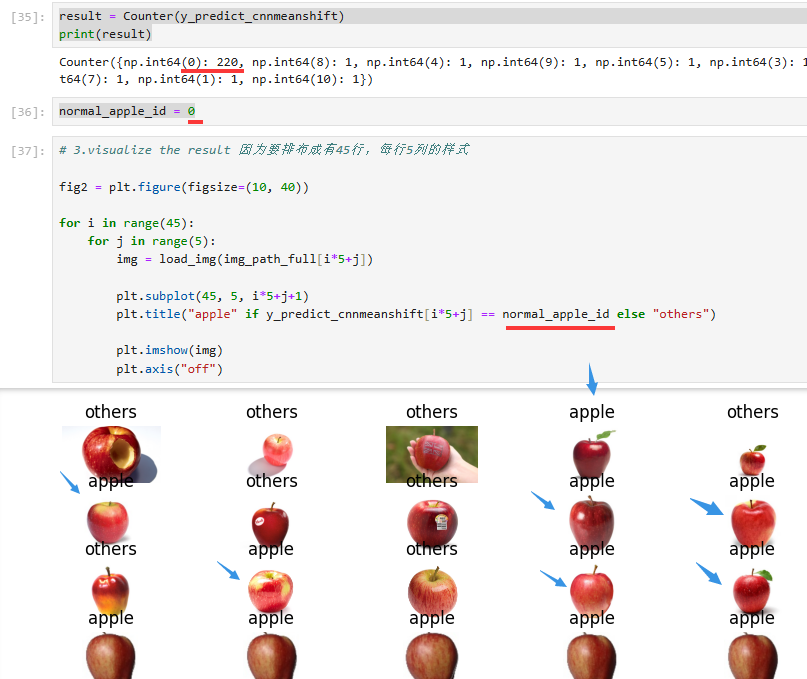 [35]: result = Counter(y_predict_cnnmeanshift)
print(result)
Counter({np.int64(0): 220, np.int64(8): 1, np.int64(4): 1, np.int64(9): 1, np.int64(5): 1, np.int64(3): 1
t64(7): 1, np.int64(1): 1, np.int64(10): 1})
[36]: normal_apple_id = 0
[37]: # 3.visualize the result 因为要排布成有45行，每行5列的样式
fig2 = plt.figure(figsize=(10, 40))
for i in range(45):
for j in range(5):
img = load_img(img_path_full[i*5+j])
plt.subplot(45, 5, i*5+j+1)
plt.title("apple" if y_predict_cnnmeanshift[i*5+j] == normal_apple_id else "others")
plt.imshow(img)
plt.axis("off")
others others others apple others
apple others others apple apple
others apple others apple apple
apple apple apple apple apple